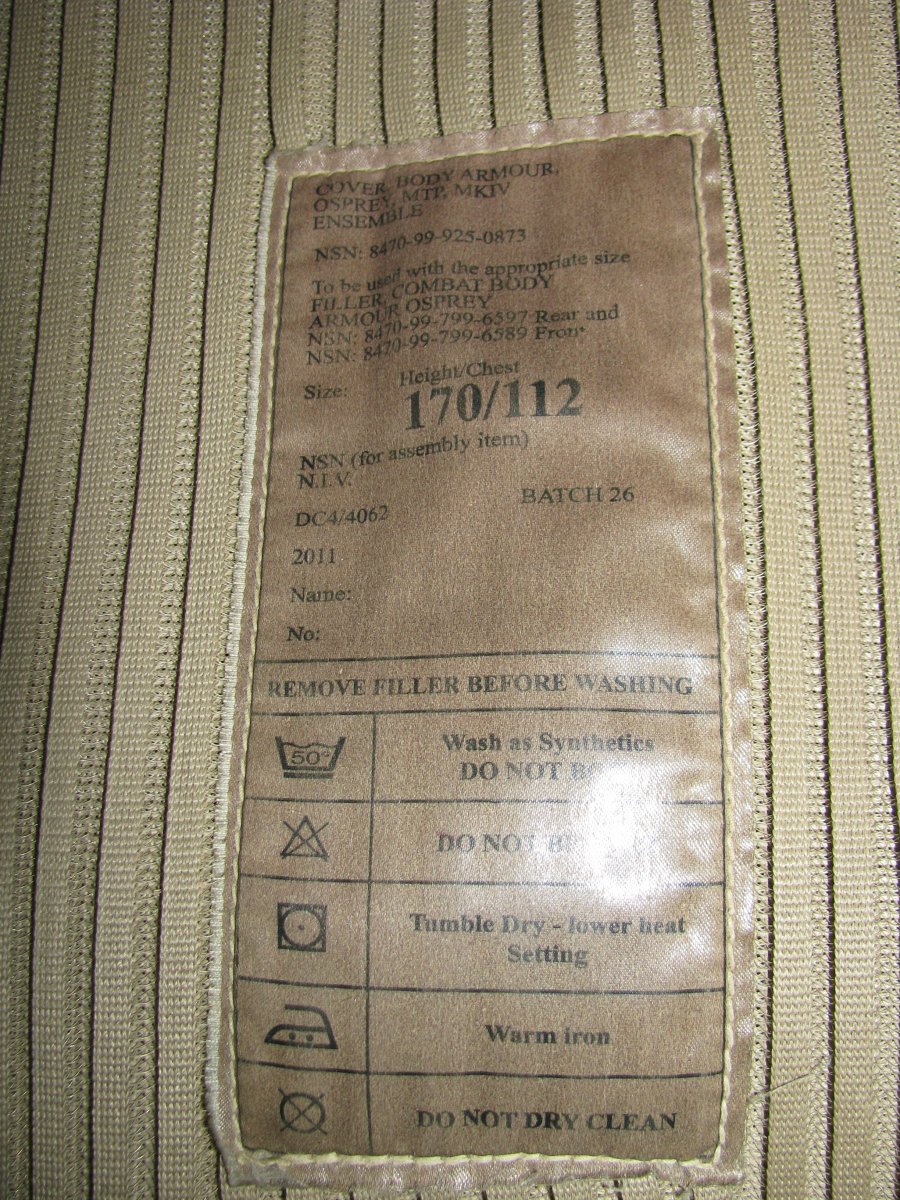 COVER, BODY ARMOUR,
OSPREY, MTP, MKIV
ENSEMBLE
NSN: 8470-99-925-0873
To be used with the appropriate size
FILLER, COMBAT BODY
ARMOUR OSPREY
NSN: 8470-99-799-6597 Rear and
NSN: 8470-99-799-6589 Front
Height/Chest
Size: 170/112
NSN (for assembly item)
N.I.V.
DC4/4062 BATCH 26
2011
Name:
No:
REMOVE FILLER BEFORE WASHING
50° Wash as Synthetics
DO NOT
DO NOT
Tumble Dry - lower heat
Setting
Warm iron
DO NOT DRY CLEAN